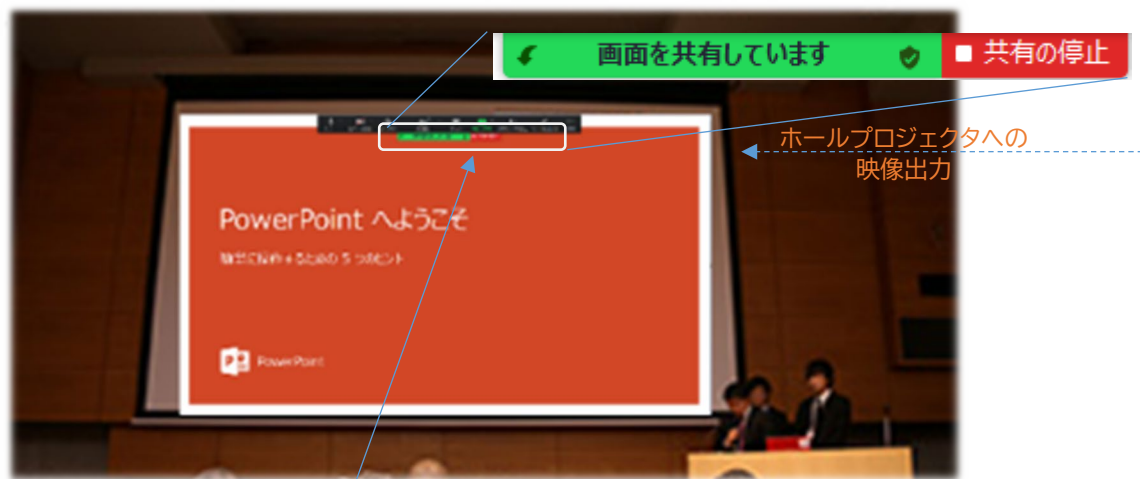 画面を共有しています
共有の停止
ホールプロジェクタへの
映像出力
PowerPoint へようこそ
PowerPoint